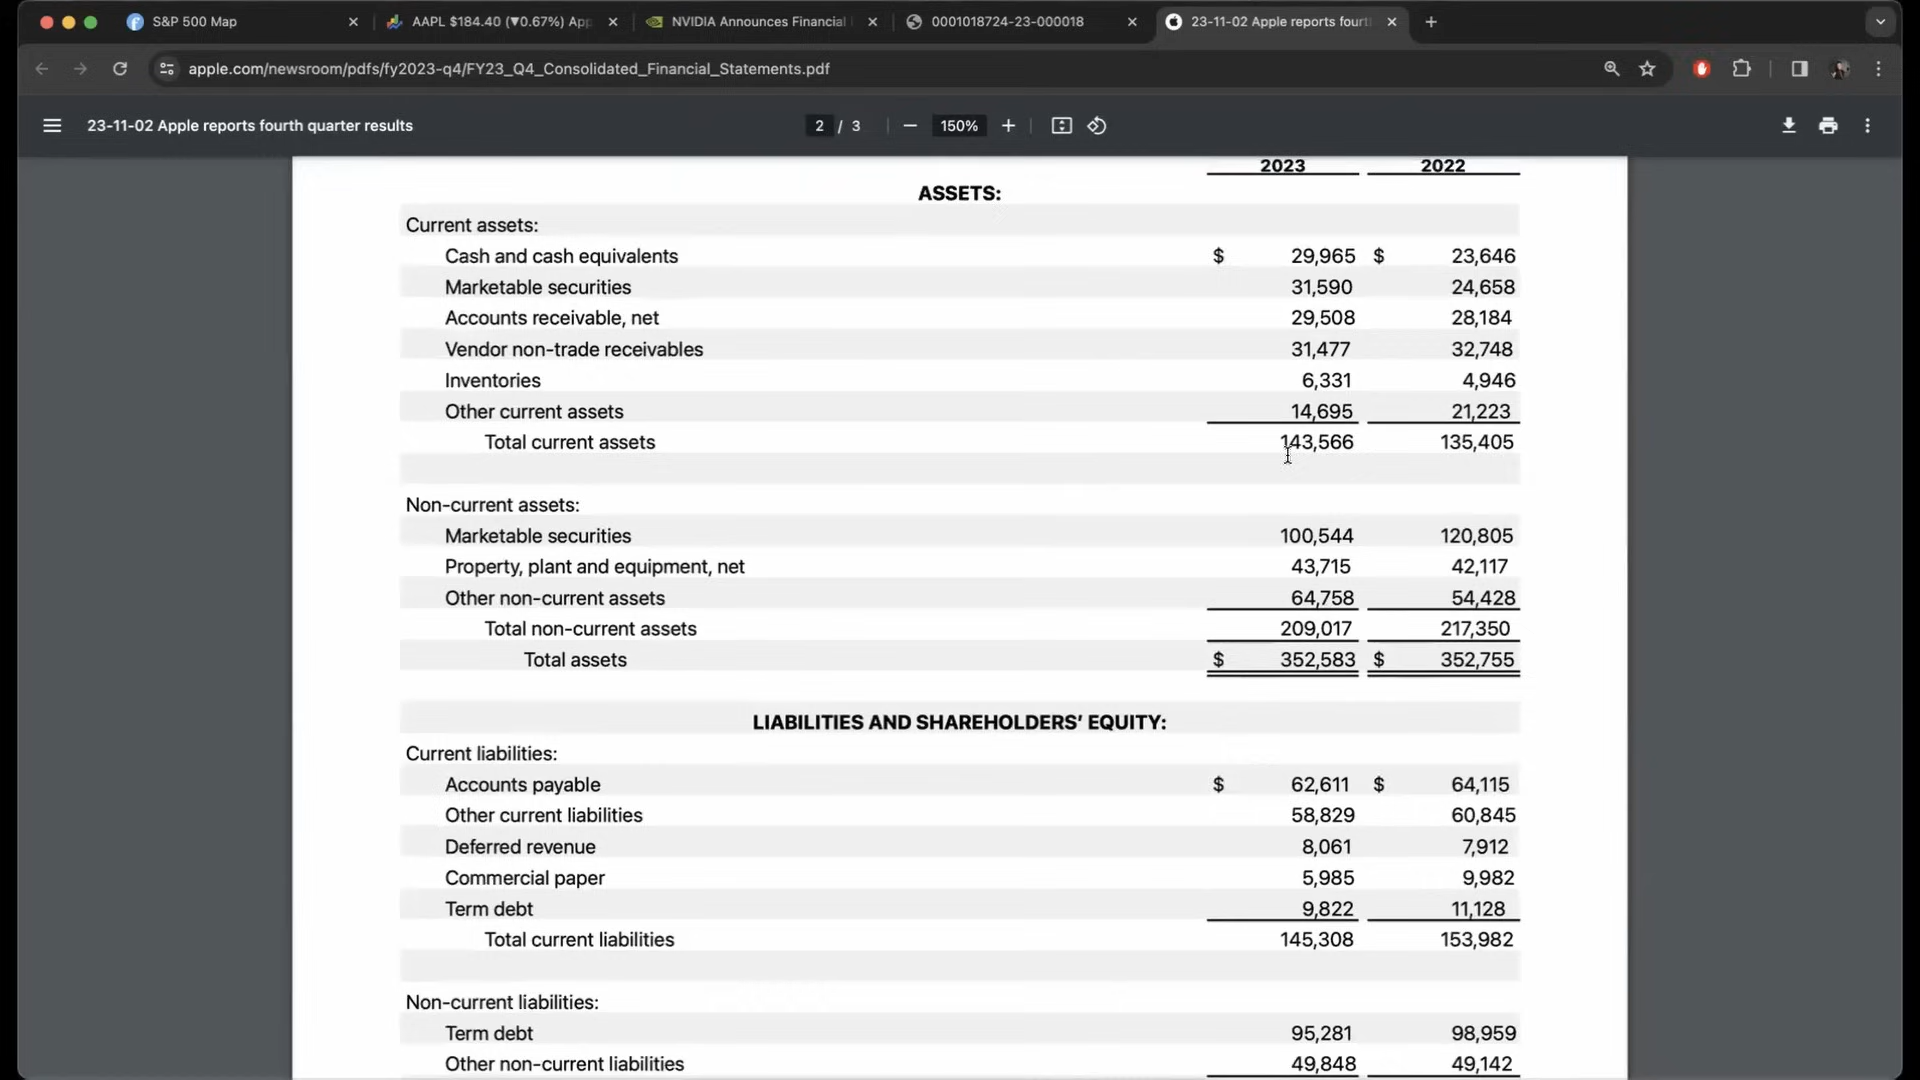 S&P 500 Map
AAPL $184.40 (▼0.67%) App
NVIDIA Announces Financial
0001018724-23-000018
23-11-02 Apple reports fourt
apple.com/newsroom/pdfs/fy2023-q4/FY23_Q4_Consolidated_Financial_Statements.pdf
23-11-02 Apple reports fourth quarter results
2 / 3
150%
2023 2022
ASSETS:
Current assets:
Cash and cash equivalents $ 29,965 $ 23,646
Marketable securities 31,590 24,658
Accounts receivable, net 29,508 28,184
Vendor non-trade receivables 31,477 32,748
Inventories 6,331 4,946
Other current assets 14,695 21,223
Total current assets 143,566 135,405
Non-current assets:
Marketable securities 100,544 120,805
Property, plant and equipment, net 43,715 42,117
Other non-current assets 64,758 54,428
Total non-current assets 209,017 217,350
Total assets $ 352,583 $ 352,755
LIABILITIES AND SHAREHOLDERS' EQUITY:
Current liabilities:
Accounts payable $ 62,611 $ 64,115
Other current liabilities 58,829 60,845
Deferred revenue 8,061 7,912
Commercial paper 5,985 9,982
Term debt 9,822 11,128
Total current liabilities 145,308 153,982
Non-current liabilities:
Term debt 95,281 98,959
Other non-current liabilities 49,848 49,142